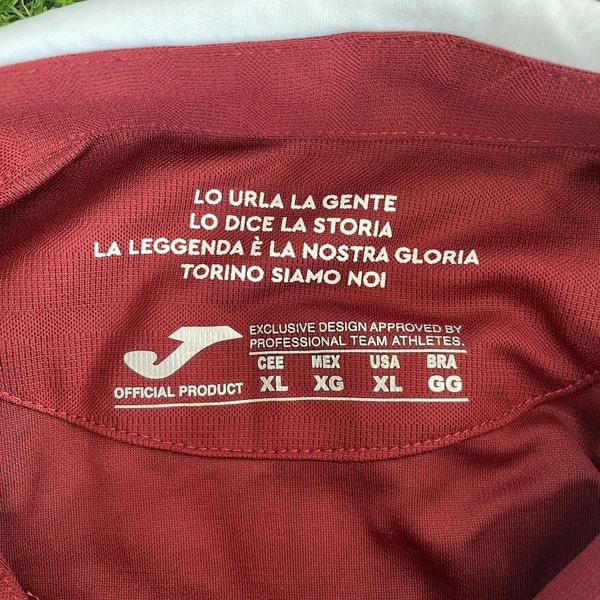 LO URLA LA GENTE
LO DICE LA STORIA
LA LEGGENDA È LA NOSTRA GLORIA
TORINO SIAMO NOI
EXCLUSIVE DESIGN APPROVED BY
PROFESSIONAL TEAM ATHLETES.
CEE MEX USA BRA
OFFICIAL PRODUCT XL XG XL GG